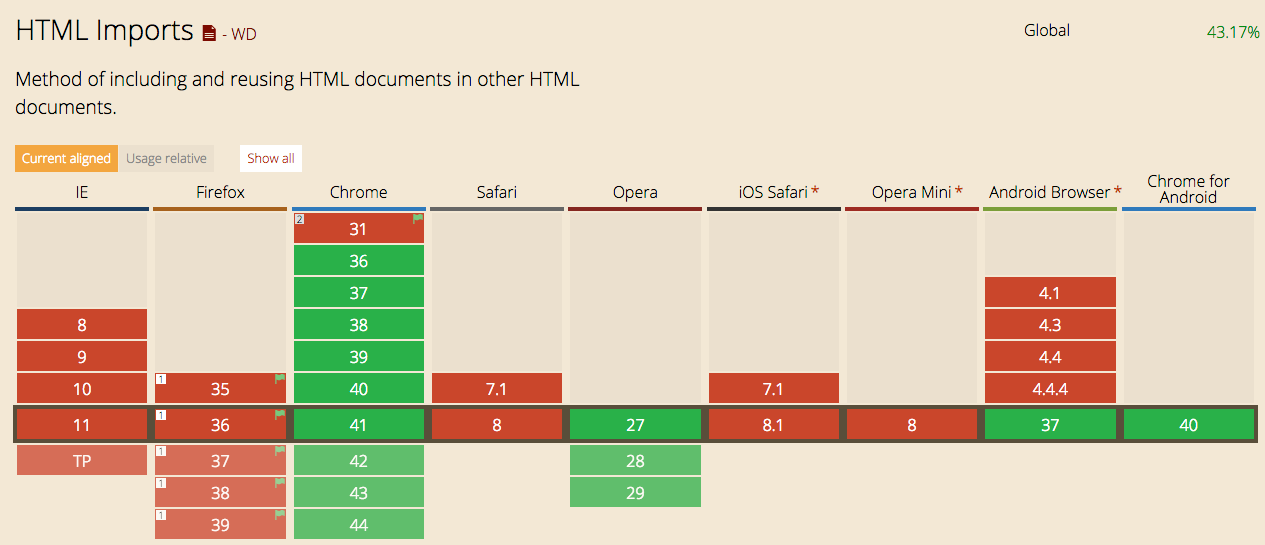 HTML Imports - WD
Global 43.17%
Method of including and reusing HTML documents in other HTML
documents.
Current aligned Usage relative Show all
IE Firefox Chrome Safari Opera iOS Safari * Opera Mini * Android Browser * Chrome for
Android
2 31
36
37 4.1
8 38 4.3
9 39 4.4
10 1 35 40 7.1 7.1 4.4.4
11 1 36 41 8 27 8.1 8 37 40
TP 1 37 42 28
1 38 43 29
1 39 44